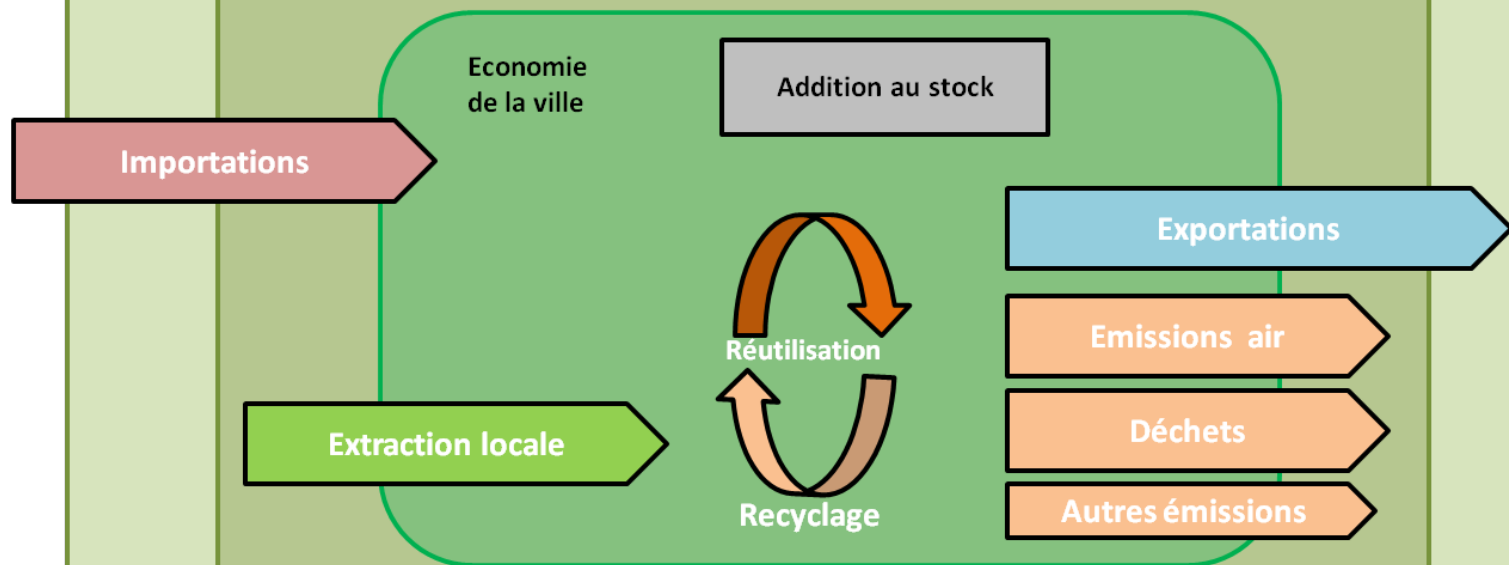 Economie
de la ville
Addition au stock
Importations
Exportations
Emissions air
Réutilisation
Déchets
Extraction locale
Recyclage
Autres émissions